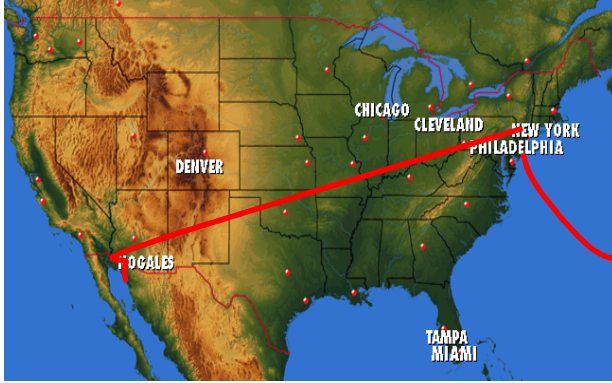 CHICAGO
CLEVELAND
NEW YORK
PHILADELPHIA
DENVER
NOGALES
TAMPA
MIAMI